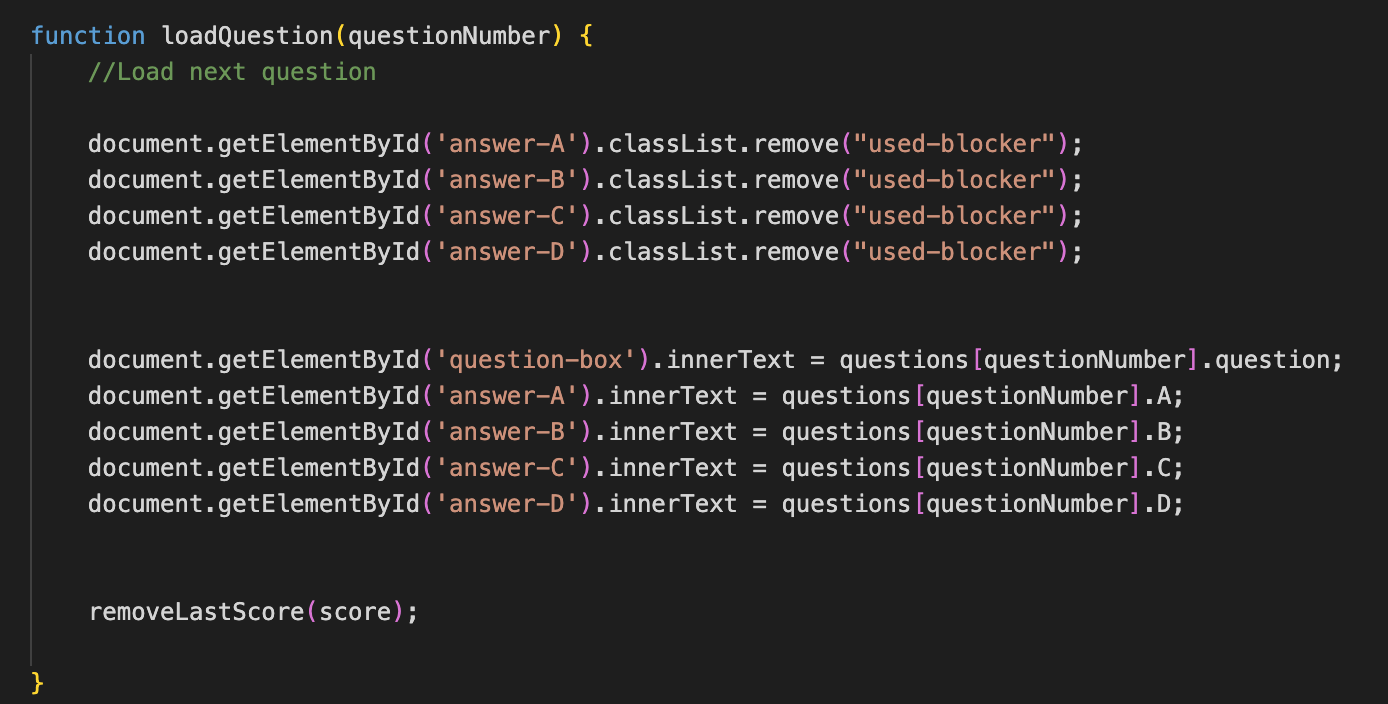 function loadQuestion(questionNumber) {
//Load next question
document.getElementById('answer-A').classList.remove("used-blocker");
document.getElementById('answer-B').classList.remove("used-blocker");
document.getElementById('answer-C').classList.remove("used-blocker");
document.getElementById('answer-D').classList.remove("used-blocker");
document.getElementById('question-box').innerText = questions[questionNumber].question;
document.getElementById('answer-A').innerText = questions[questionNumber].A;
document.getElementById('answer-B').innerText = questions[questionNumber].B;
document.getElementById('answer-C').innerText = questions[questionNumber].C;
document.getElementById('answer-D').innerText = questions[questionNumber].D;
removeLastScore(score);
}